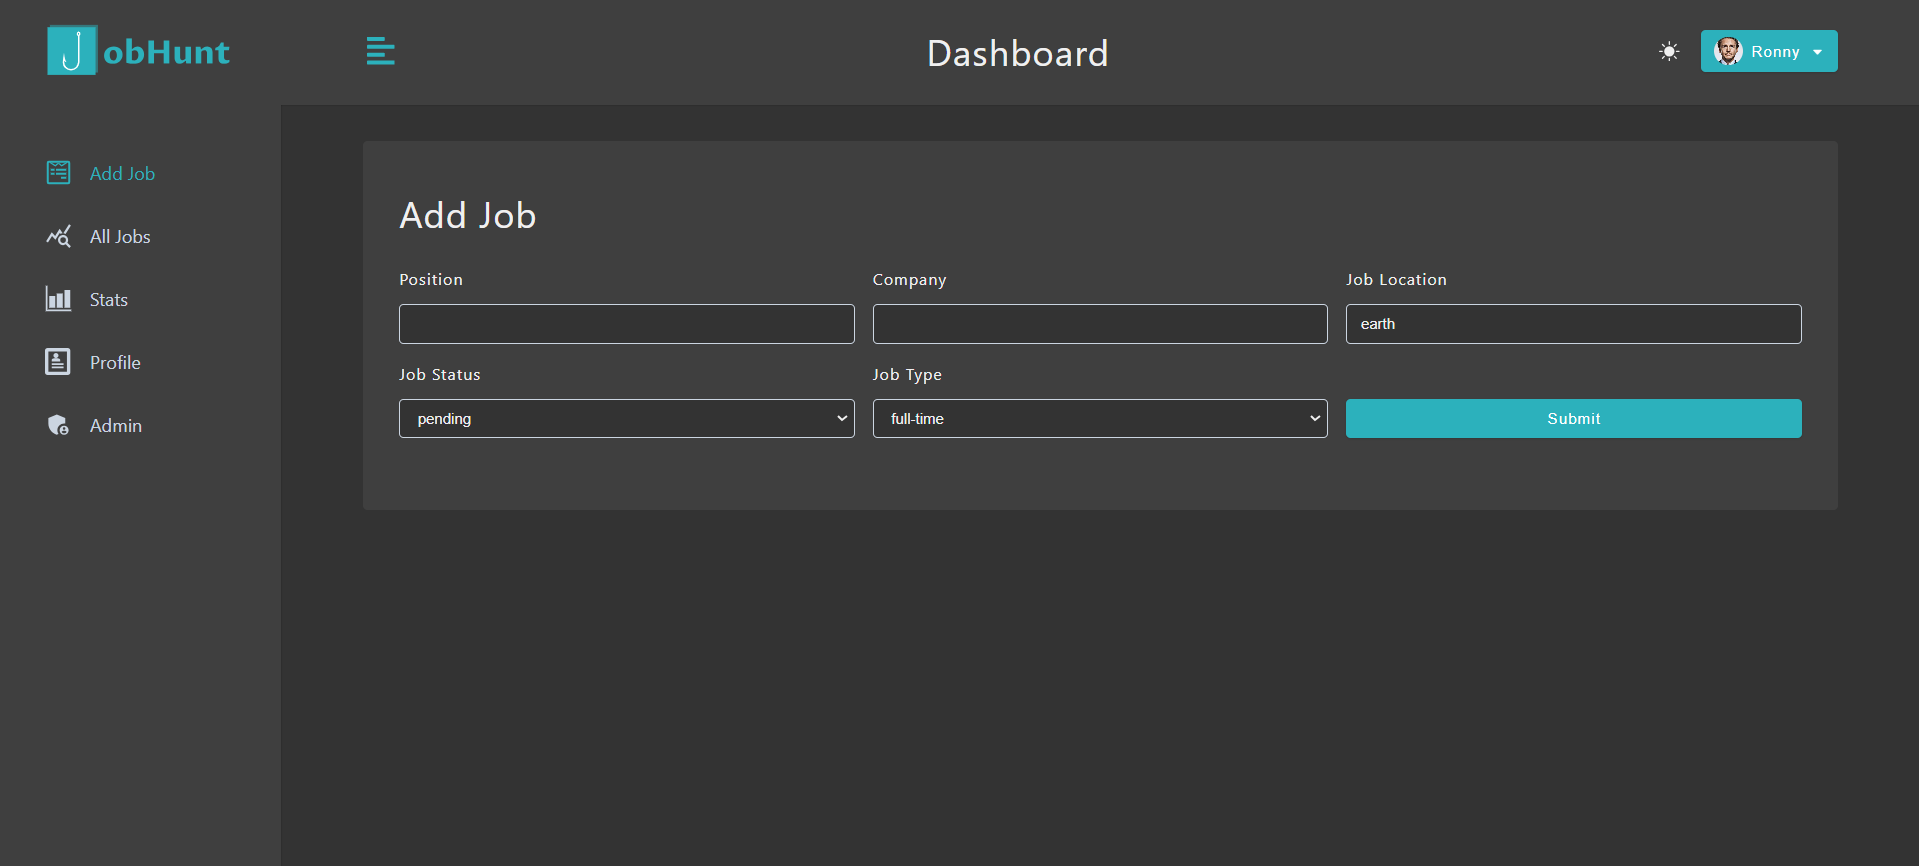 JobHunt
Dashboard
Ronny
Add Job
All Jobs
Stats
Profile
Admin
Add Job
Position
Company
Job Location
earth
Job Status
Job Type
pending
full-time
Submit